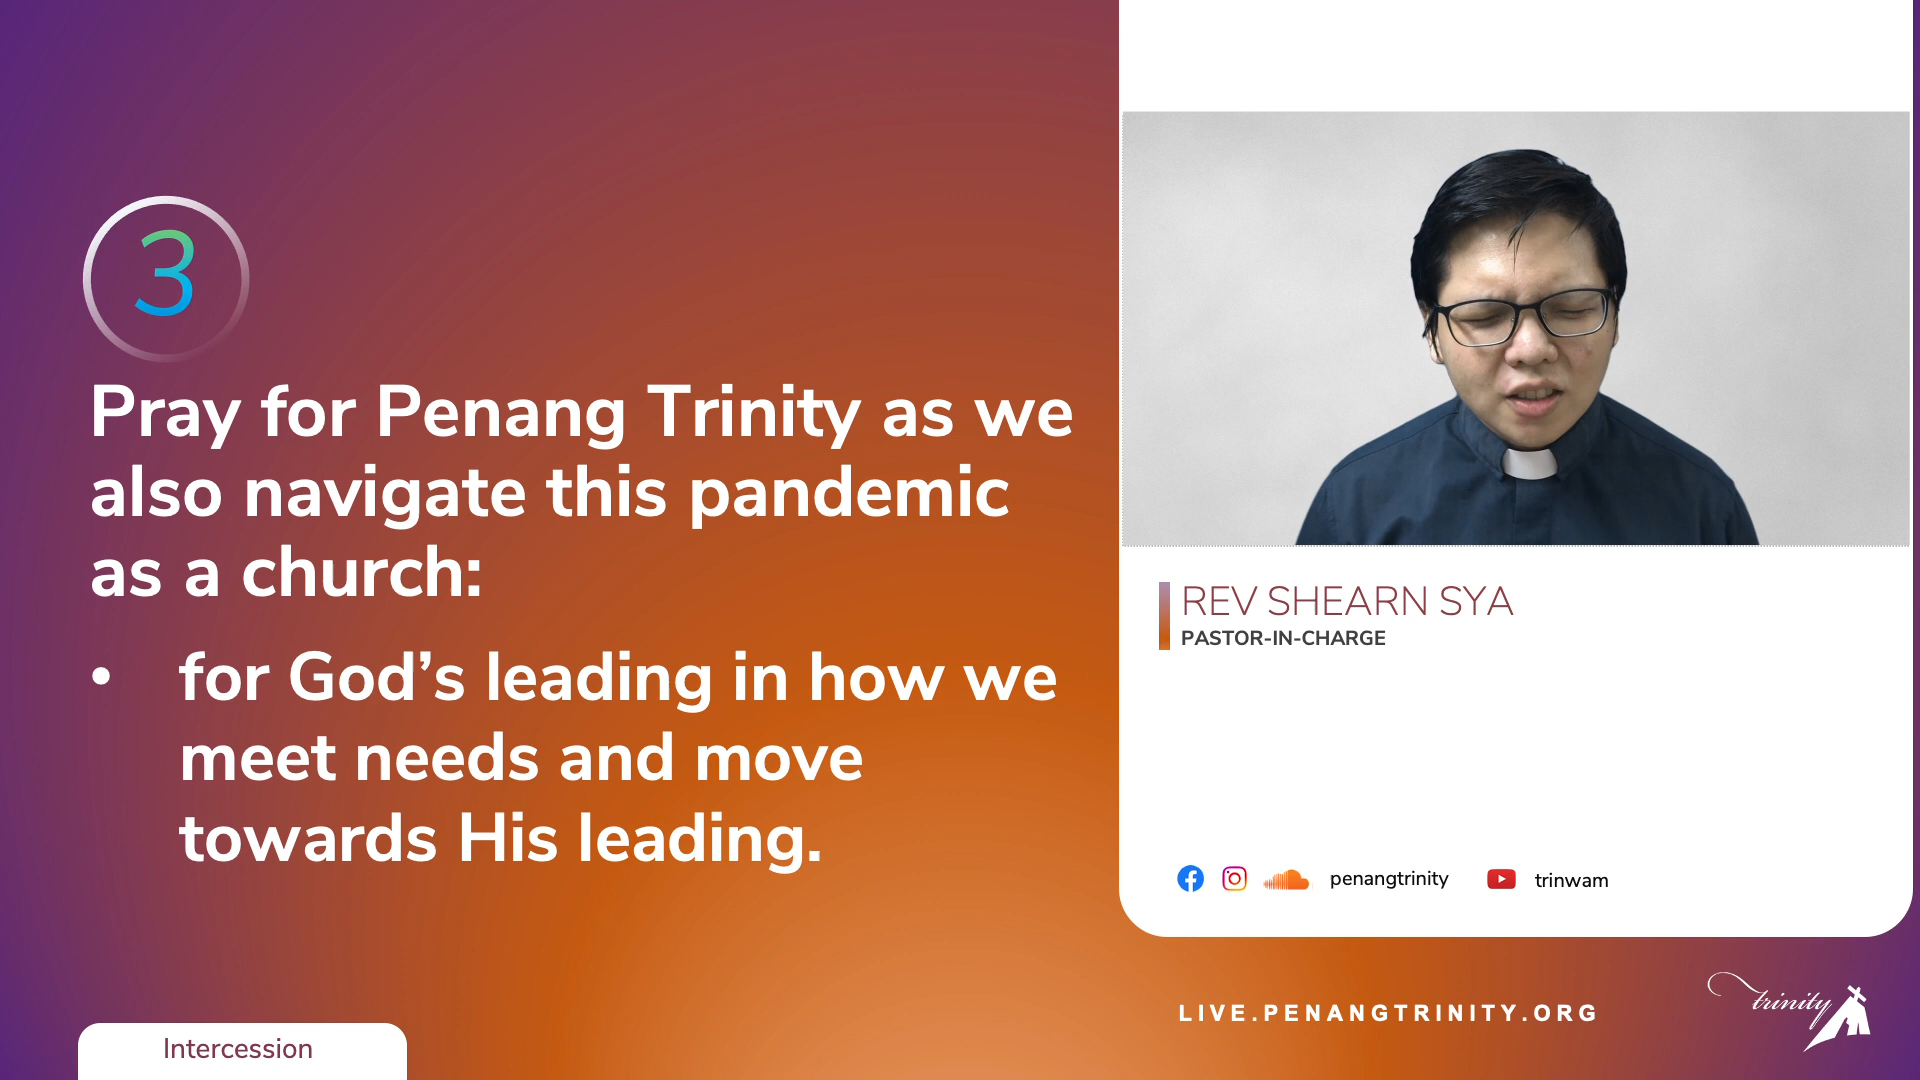 3
Pray for Penang Trinity as we
also navigate this pandemic
as a church:
• for God’s leading in how we
meet needs and move
towards His leading.
Intercession
REV SHEARN SYA
PASTOR-IN-CHARGE
penangtrinity
trinwam
LIVE.PENANGTRINITY.ORG
trinity